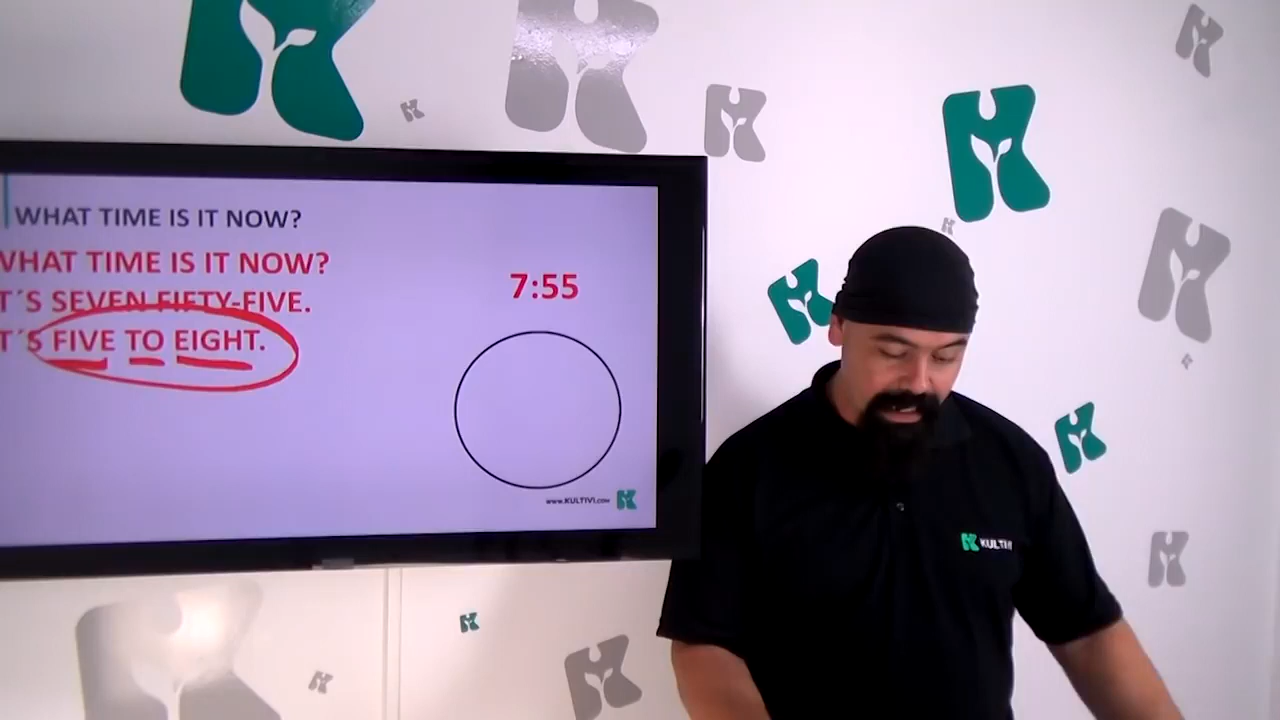 WHAT TIME IS IT NOW?
WHAT TIME IS IT NOW?
T´S SEVEN FIFTY-FIVE.
T´S FIVE TO EIGHT.
7:55
www.KULTIVI.com
KULTIVI